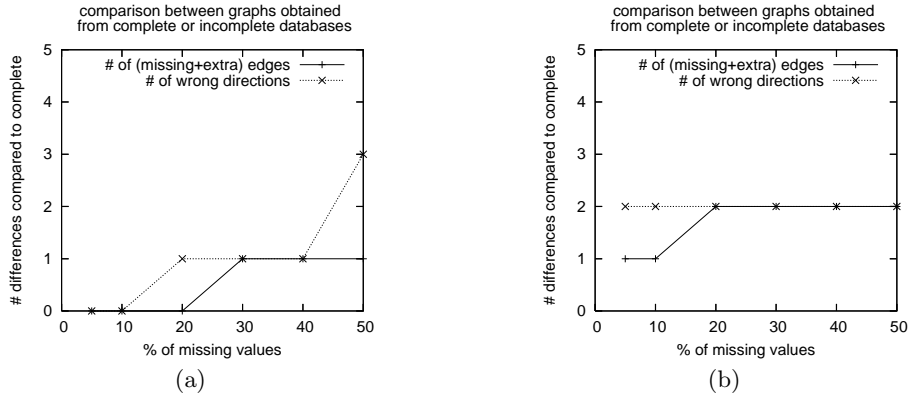 comparison between graphs obtained
from complete or incomplete databases
# differences compared to complete
5
4
3
2
1
0
# of (missing+extra) edges
# of wrong directions
0 10 20 30 40 50
% of missing values
(a)
comparison between graphs obtained
from complete or incomplete databases
# differences compared to complete
5
4
3
2
1
0
# of (missing+extra) edges
# of wrong directions
0 10 20 30 40 50
% of missing values
(b)